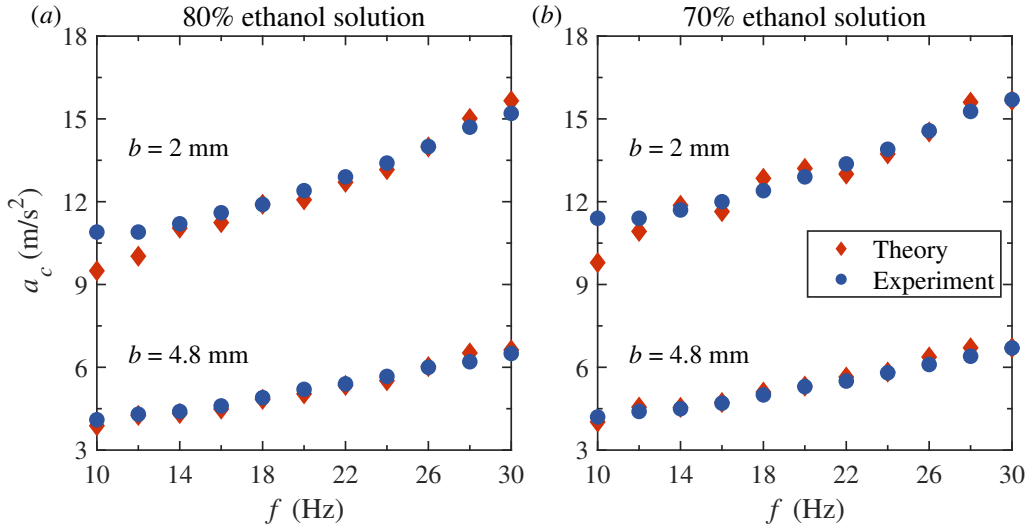 (a) 80% ethanol solution
18
15
12
9
6
3
a_c (m/s²)
b = 2 mm
b = 4.8 mm
10 14 18 22 26 30
f (Hz)
(b) 70% ethanol solution
18
15
12
9
6
3
b = 2 mm
Theory
Experiment
b = 4.8 mm
10 14 18 22 26 30
f (Hz)